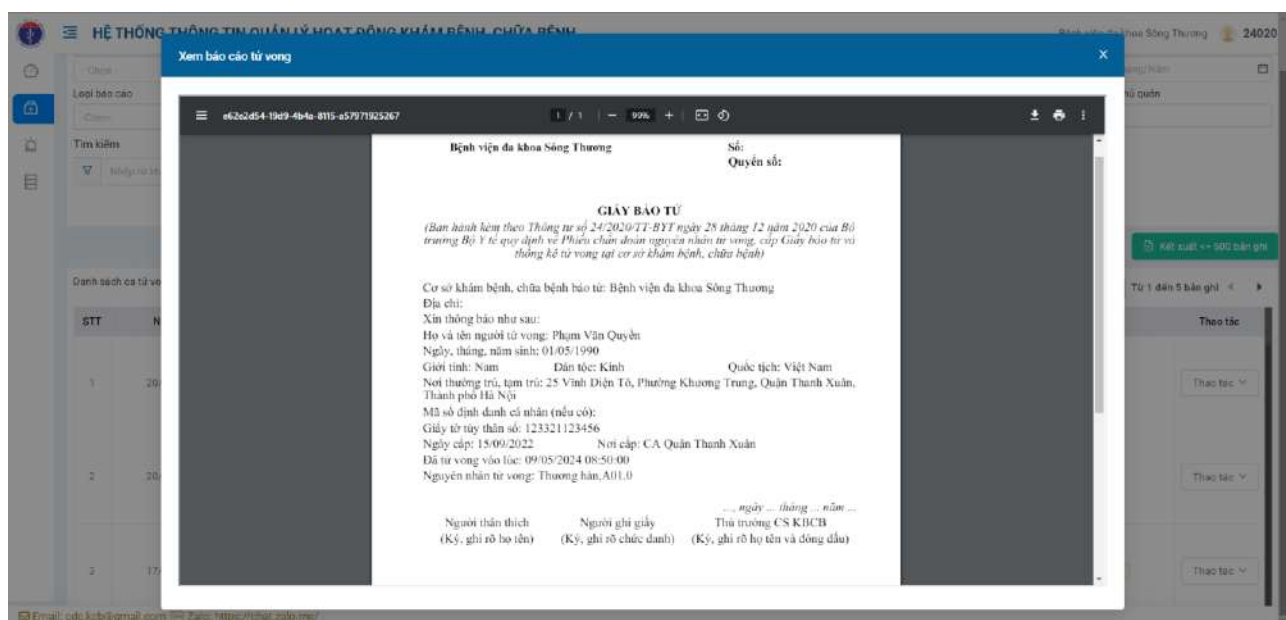 HỆ THỐNG THÔNG TIN QUẢN LÝ HOẠT ĐỘNG KHÁM BỆNH, CHỮA BỆNH
khoa Sông Thương 24020
Xem báo cáo tử vong
X
Chọn
Loại báo cáo
Chọn
Tìm kiếm
e62e2d54-19d9-4b4a-8115-a57971925267
1 / 1
90%
Bệnh viện đa khoa Sông Thương Số:
Quyển số:
GIẤY BÁO TỬ
(Ban hành kèm theo Thông tư số 24/2020/TT-BYT ngày 28 tháng 12 năm 2020 của Bộ
trưởng Bộ Y tế quy định về Phiếu chẩn đoán nguyên nhân tử vong, cấp Giấy báo tử và
thống kê tử vong tại cơ sở khám bệnh, chữa bệnh)
Cơ sở khám bệnh, chữa bệnh báo tử: Bệnh viện đa khoa Sông Thương
Địa chỉ:
Xin thông báo như sau:
Họ và tên người tử vong: Phạm Văn Quyền
Ngày, tháng, năm sinh: 01/05/1990
Giới tính: Nam Dân tộc: Kinh Quốc tịch: Việt Nam
Nơi thường trú, tạm trú: 25 Vĩnh Diện Tô, Phường Khương Trung, Quận Thanh Xuân,
Thành phố Hà Nội
Mã số định danh cá nhân (nếu có):
Giấy tờ tùy thân số: 123321123456
Ngày cấp: 15/09/2022 Nơi cấp: CA Quận Thanh Xuân
Đã tử vong vào lúc: 09/05/2024 08:50:00
Nguyên nhân tử vong: Thương hàn,A01.0
..., ngày ... tháng ... năm ...
Người thân thích Người ghi giấy Thủ trưởng CS KBCB
(Ký, ghi rõ họ tên) (Ký, ghi rõ chức danh) (Ký, ghi rõ họ tên và đóng dấu)
Kết xuất <= 500 bản ghi
Danh sách ca tử vo
Từ 1 đến 5 bản ghi
STT N Thao tác
1 20/ Thao tác
2 20/ Thao tác
3 17/ Thao tác